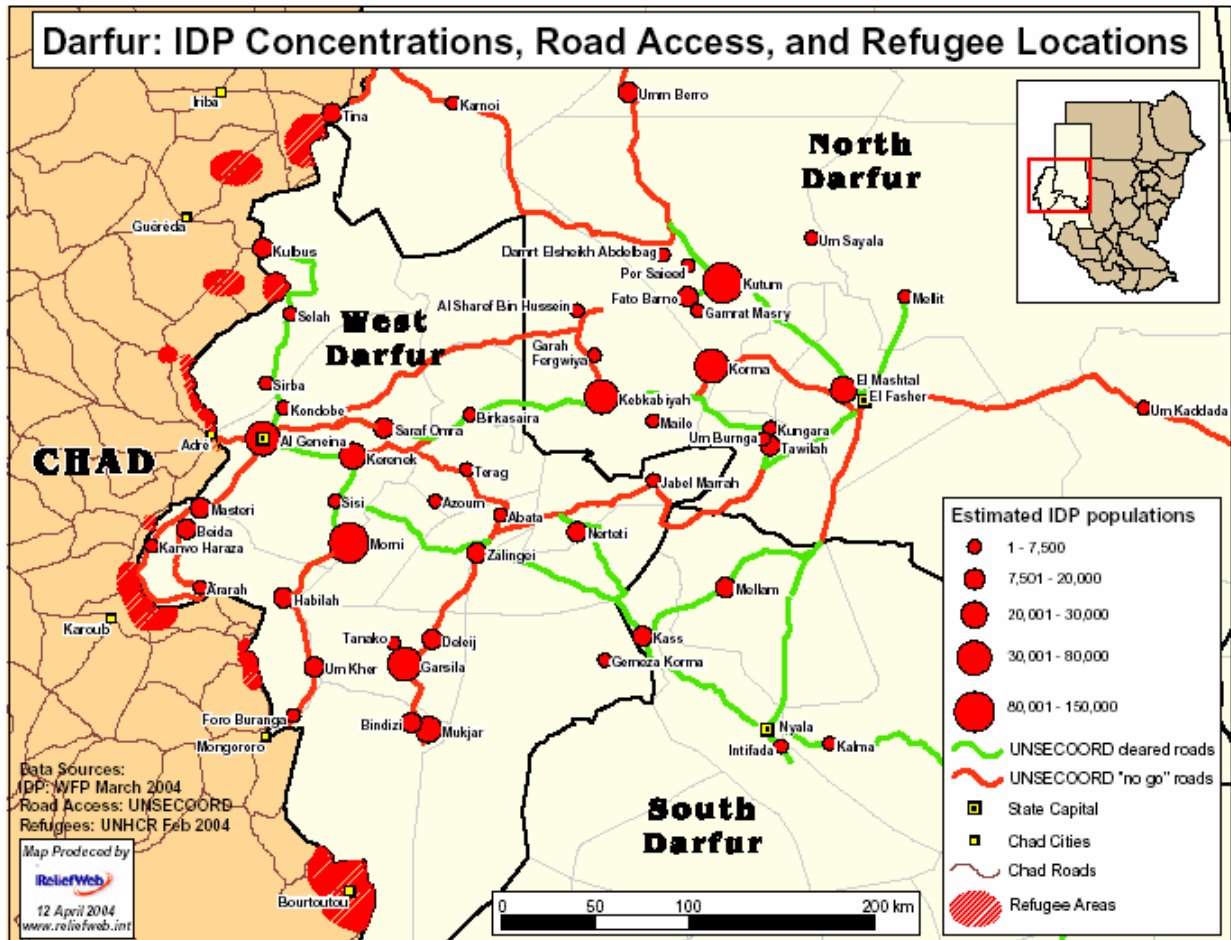 Darfur: IDP Concentrations, Road Access, and Refugee Locations
Iriba
Tina
Karnoi
Umm Berro
North
Darfur
Guéréda
Kulbus
Damrt Elsheikh Abdelbag
Um Sayala
Por Saieed
Kutum
Fato Barno
Mellit
Al Sharef Bin Hussein
Gamrat Masry
Selah
West
Darfur
Garah
Fergwiya
Korma
El Mashtal
El Fasher
Sirba
Kebkabiyah
Kondobe
Birkasaira
Um Kaddada
Saraf Omra
Mailo
Kungara
Adré
Al Geneina
Um Burnga
Tawilah
CHAD
Kerenek
Terag
Jabel Marrah
Sisi
Azoum
Masteri
Abata
Beida
Nerteti
Kanvo Haraza
Morni
Zalingei
Ararah
Habilah
Mellam
Karoub
Tanako
Deleij
Kass
Um Kher
Garsila
Gemeza Korma
Foro Buranga
Bindizi
Mukjar
Nyala
Mongororo
Intifada
Kalma
South
Darfur
Bourtoutou
Estimated IDP populations
1 - 7,500
7,501 - 20,000
20,001 - 30,000
30,001 - 80,000
80,001 - 150,000
UNSECOORD cleared roads
UNSECOORD "no go" roads
State Capital
Chad Cities
Chad Roads
Refugee Areas
Data Sources:
IDP: WFP March 2004
Road Access: UNSECOORD
Refugees: UNHCR Feb 2004
Map Produced by
ReliefWeb
12 April 2004
www.reliefweb.int
0 50 100 200 km